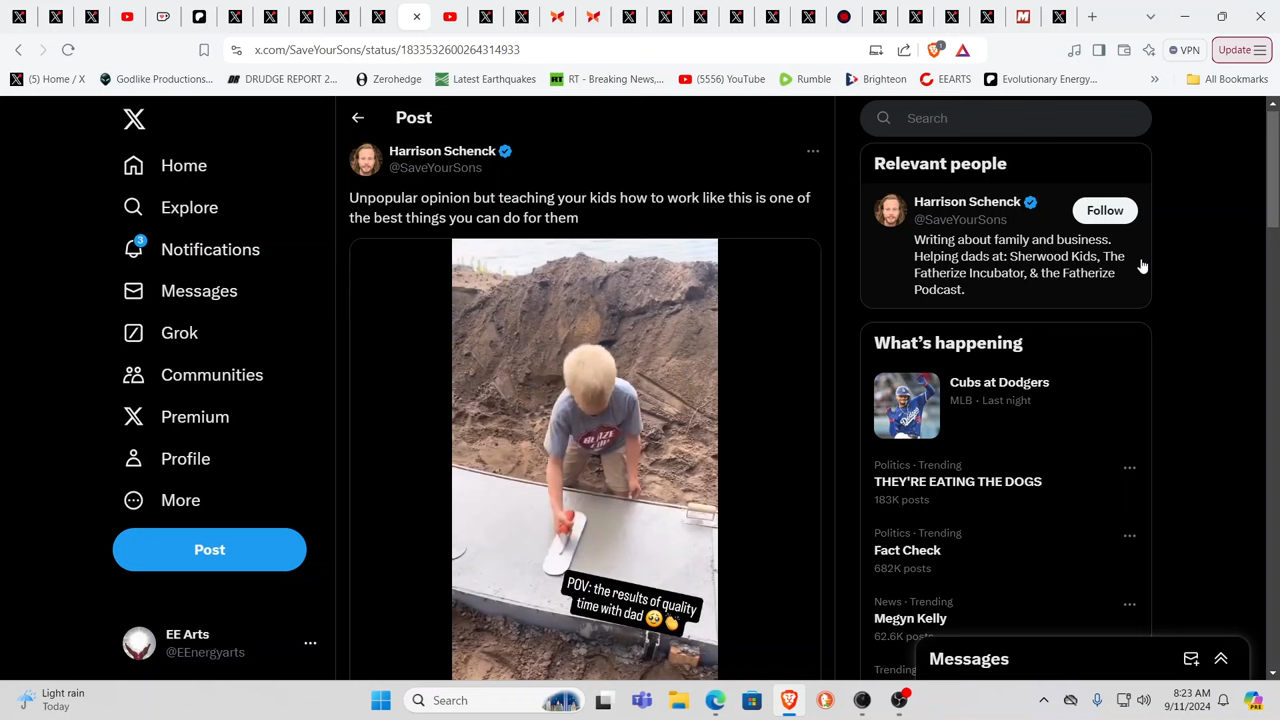 x.com/SaveYourSons/status/1833532600264314933
1
VPN
Update
(5) Home / X
Godlike Productions...
DRUDGE REPORT 2...
Zerohedge
Latest Earthquakes
RT - Breaking News,...
(5556) YouTube
Rumble
Brighteon
EEARTS
Evolutionary Energy...
All Bookmarks
Home
Explore
3
Notifications
Messages
Grok
Communities
Premium
Profile
More
Post
EE Arts
@EEnergyarts
Post
Harrison Schenck
@SaveYourSons
Unpopular opinion but teaching your kids how to work like this is one of
the best things you can do for them
POV: the results of quality
time with dad
Search
Relevant people
Harrison Schenck
@SaveYourSons
Follow
Writing about family and business.
Helping dads at: Sherwood Kids, The
Fatherize Incubator, & the Fatherize
Podcast.
What's happening
Cubs at Dodgers
MLB · Last night
Politics · Trending
THEY'RE EATING THE DOGS
183K posts
Politics · Trending
Fact Check
682K posts
News · Trending
Megyn Kelly
62.6K posts
Trending
Messages
Light rain
Today
Search
8:23 AM
9/11/2024